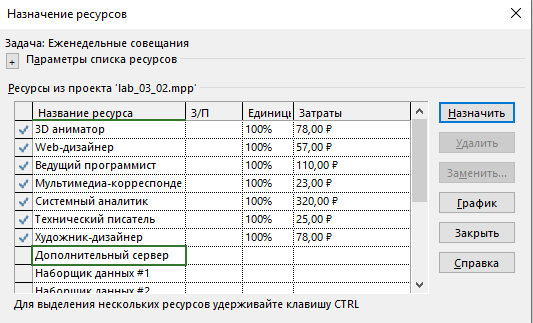 Назначение ресурсов
Задача: Еженедельные совещания
+ Параметры списка ресурсов
Ресурсы из проекта 'lab_03_02.mpp'
Название ресурса З/П Единицы Затраты
3D аниматор 100% 78,00 ₽ Назначить
Web-дизайнер 100% 57,00 ₽ Удалить
Ведущий программист 100% 110,00 ₽
Мультимедиа-корреспонде 100% 23,00 ₽ Заменить...
Системный аналитик 100% 320,00 ₽ График
Технический писатель 100% 25,00 ₽
Художник-дизайнер 100% 78,00 ₽ Закрыть
Дополнительный сервер Справка
Наборщик данных #1
Наборщик данных #2
Для выделения нескольких ресурсов удерживайте клавишу CTRL